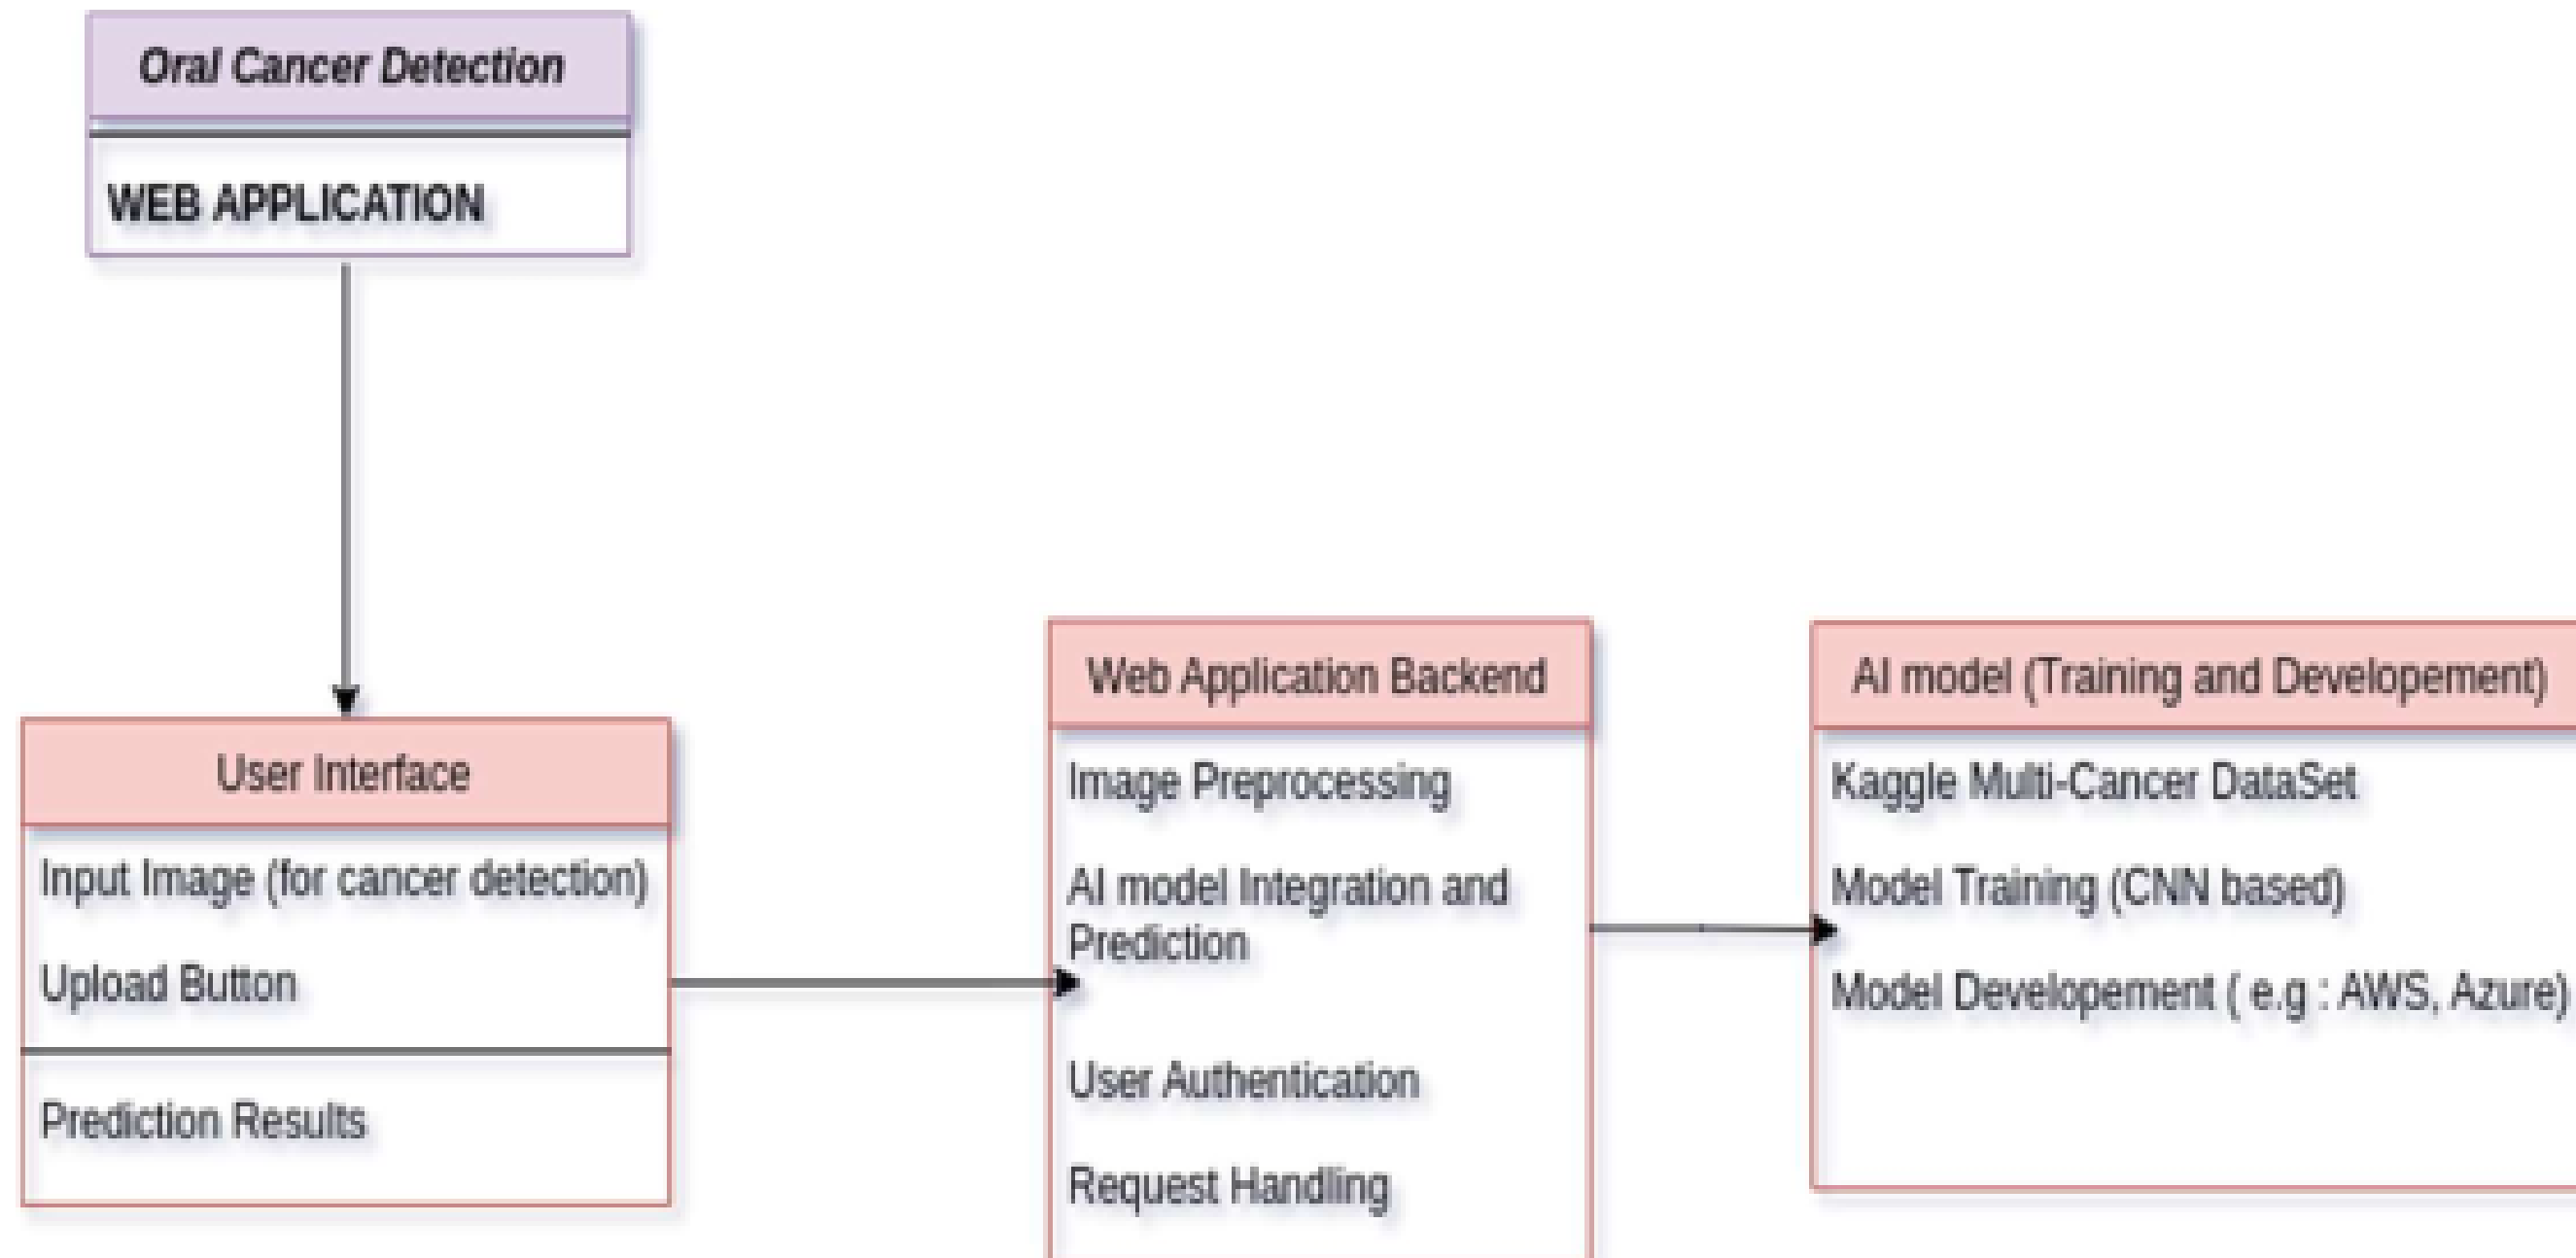 Oral Cancer Detection
WEB APPLICATION
User Interface
Input Image (for cancer detection)
Upload Button
Prediction Results
Web Application Backend
Image Preprocessing
AI model Integration and
Prediction
User Authentication
Request Handling
AI model (Training and Developement)
Kaggle Multi-Cancer DataSet
Model Training (CNN based)
Model Developement ( e.g : AWS, Azure)